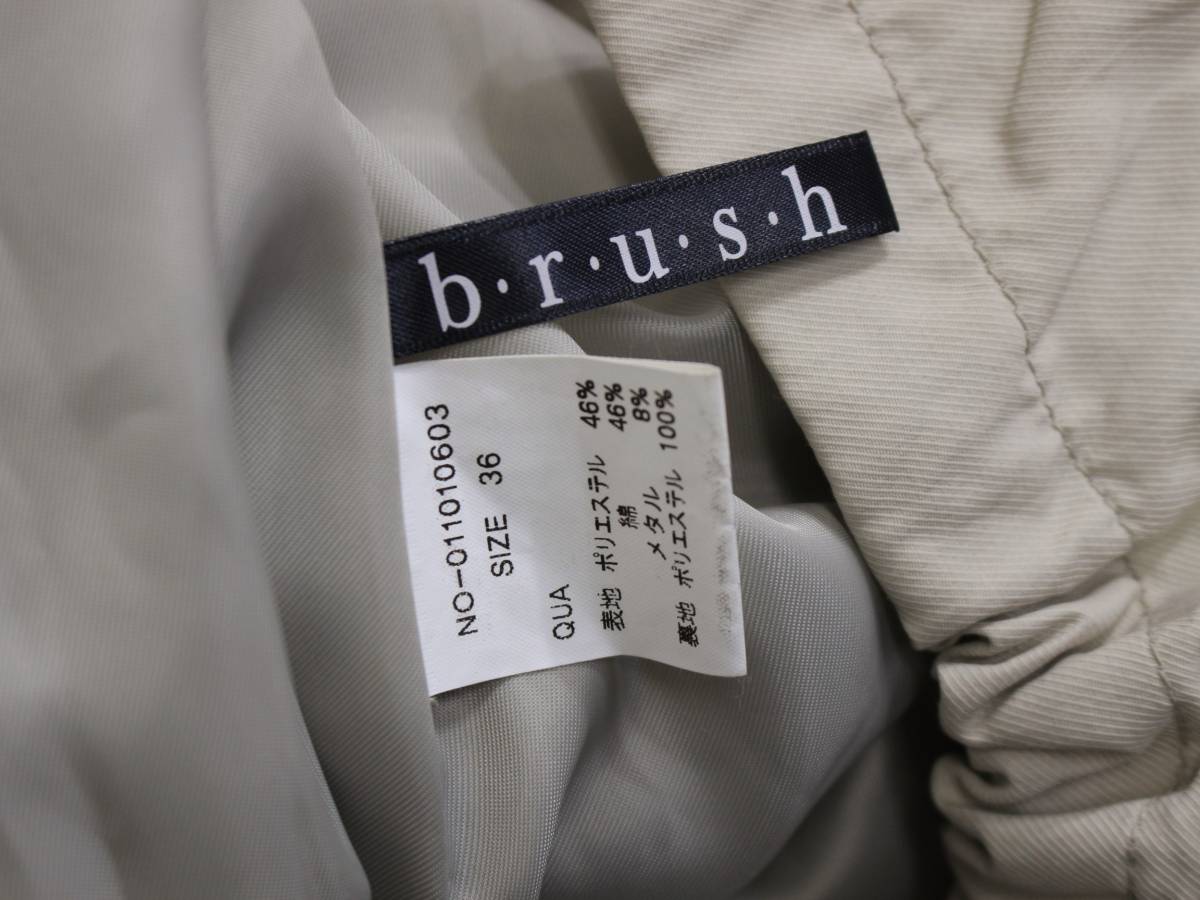 b·r·u·s·h
NO-011010603
SIZE 36
QUA
表地 ポリエステル 46%
綿 46%
メタル 8%
裏地 ポリエステル 100%